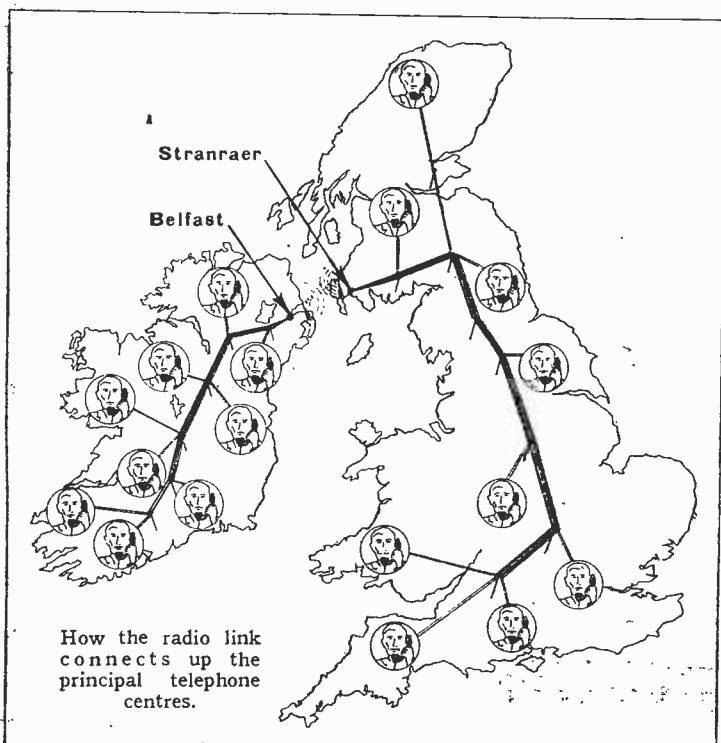 Stranraer
Belfast
How the radio link
connects up the
principal telephone
centres.